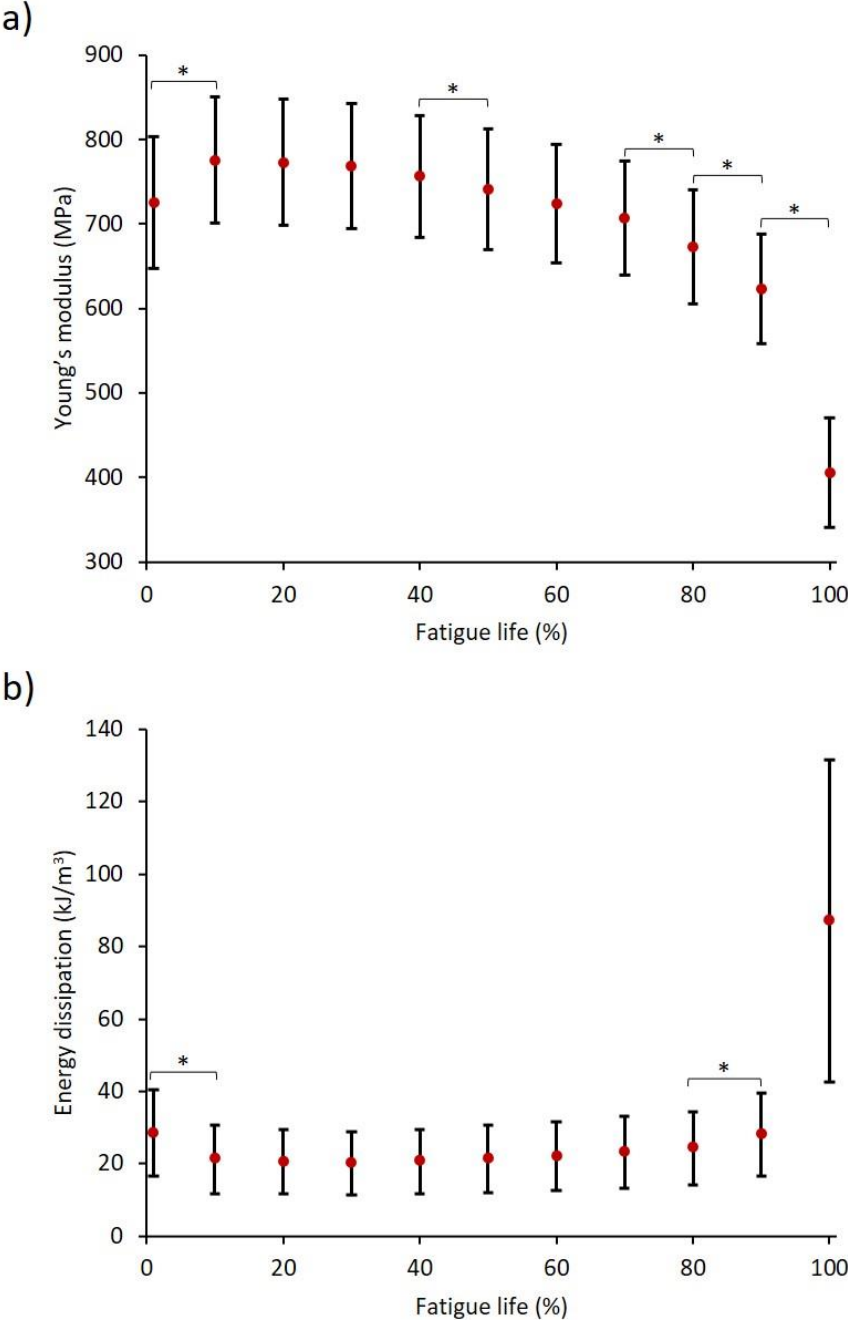 a)
900
800
700
600
500
400
300
Young's modulus (MPa)
*
*
*
*
*
0 20 40 60 80 100
Fatigue life (%)
b)
140
120
100
80
60
40
20
0
Energy dissipation (kJ/m³)
*
*
0 20 40 60 80 100
Fatigue life (%)